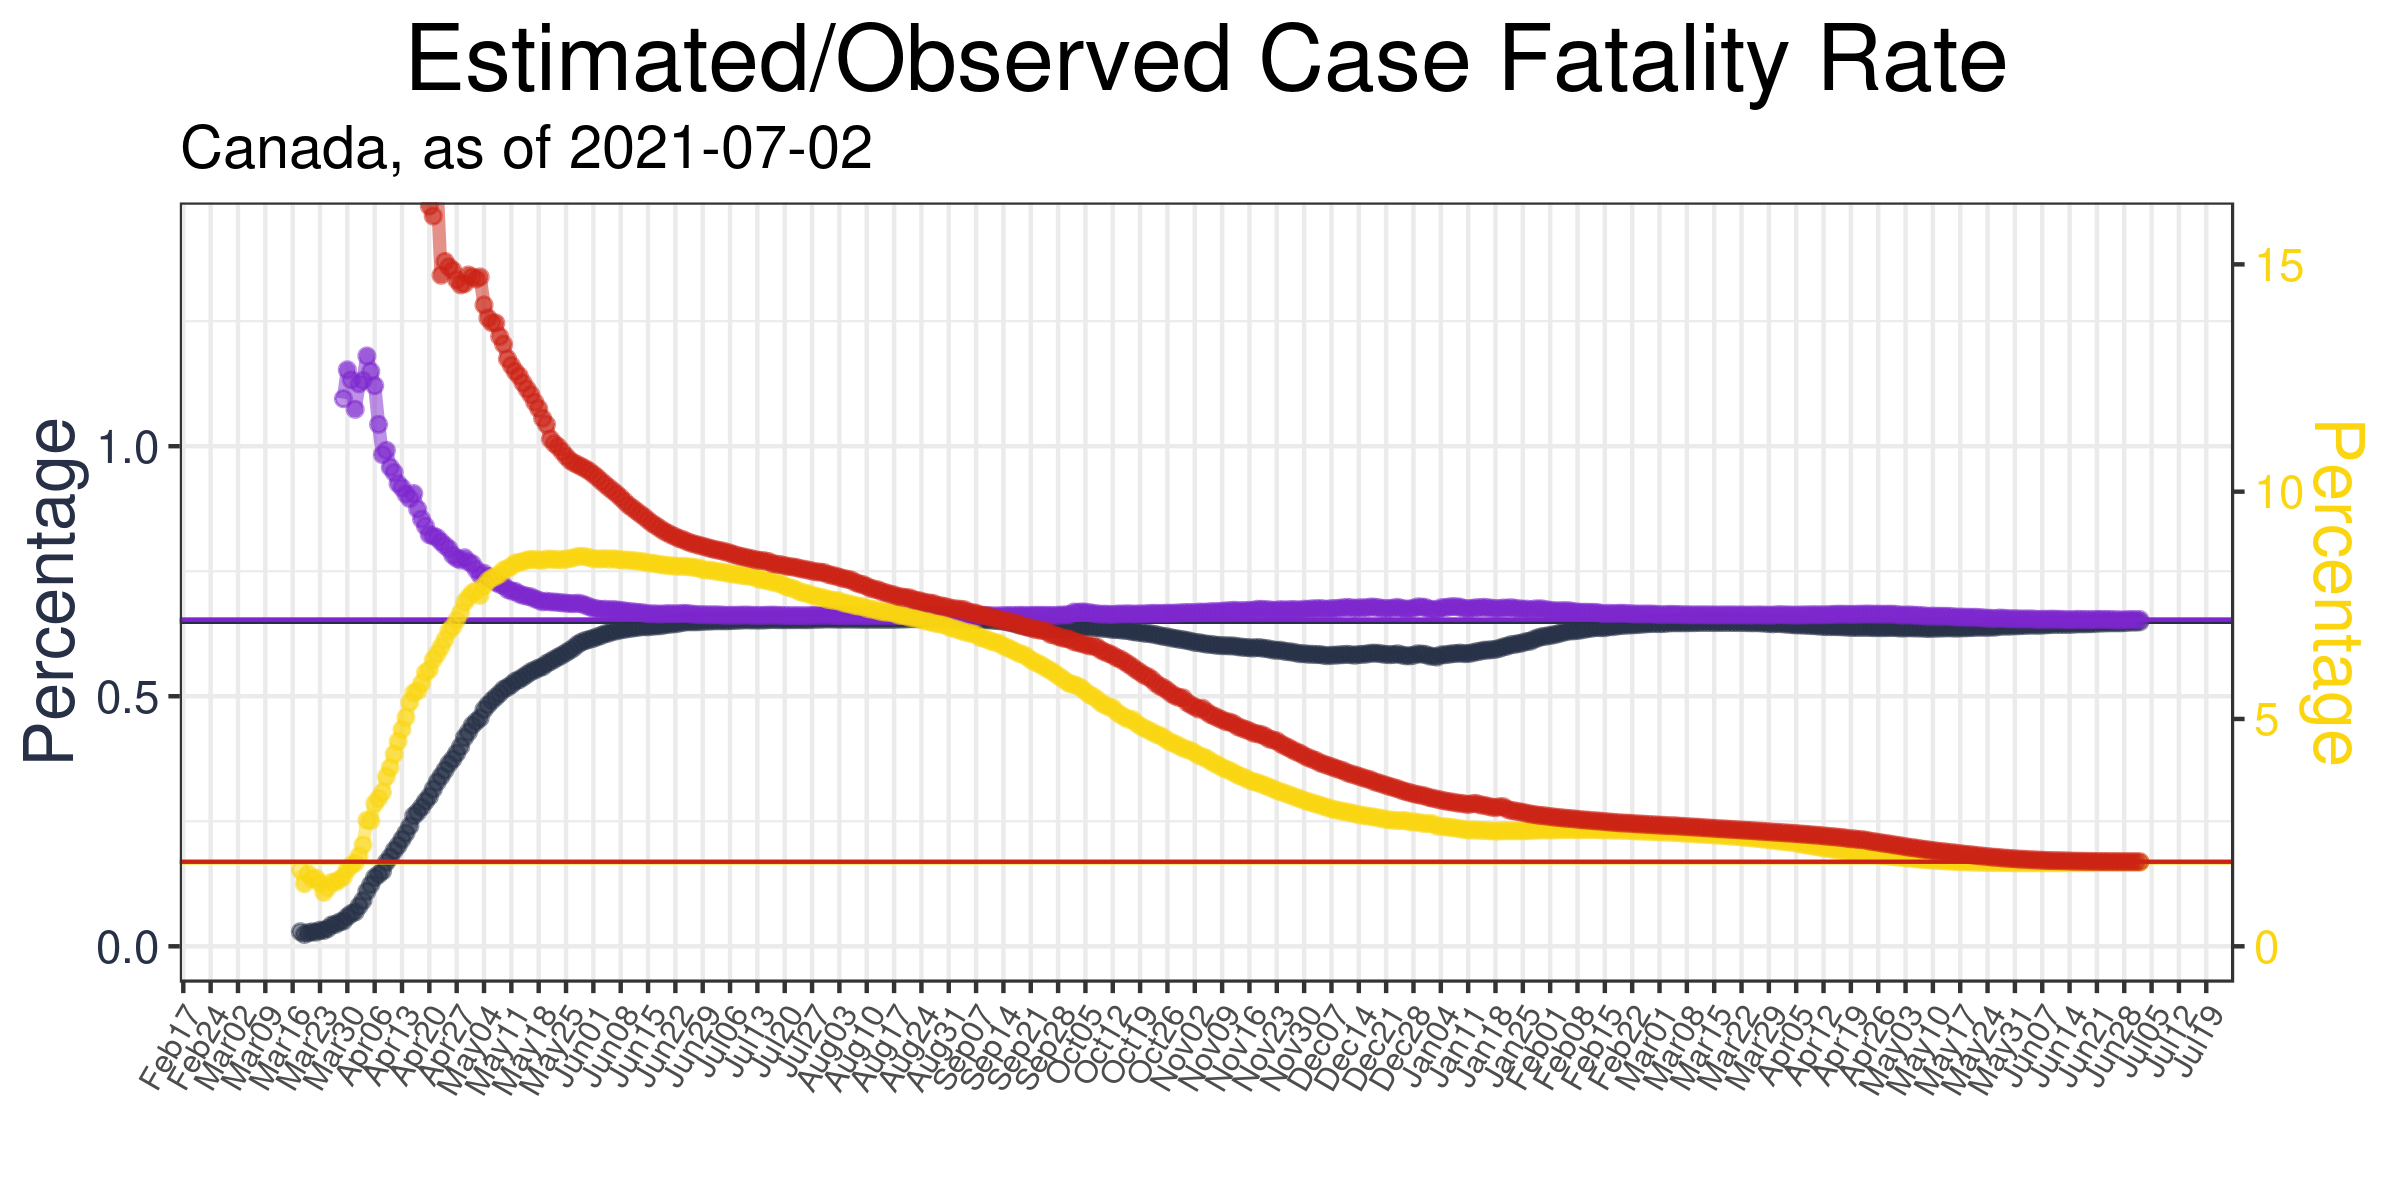 Estimated/Observed Case Fatality Rate
Canada, as of 2021-07-02
Percentage
1.0
0.5
0.0
15
10
5
0
Percentage
Feb17
Feb24
Mar02
Mar09
Mar16
Mar23
Mar30
Apr06
Apr13
Apr20
Apr27
May04
May11
May18
May25
Jun01
Jun08
Jun15
Jun22
Jun29
Jul06
Jul13
Jul20
Jul27
Aug03
Aug10
Aug17
Aug24
Aug31
Sep07
Sep14
Sep21
Sep28
Oct05
Oct12
Oct19
Oct26
Nov02
Nov09
Nov16
Nov23
Nov30
Dec07
Dec14
Dec21
Dec28
Jan04
Jan11
Jan18
Jan25
Feb01
Feb08
Feb15
Feb22
Mar01
Mar08
Mar15
Mar22
Mar29
Apr05
Apr12
Apr19
Apr26
May03
May10
May17
May24
May31
Jun07
Jun14
Jun21
Jun28
Jul05
Jul12
Jul19